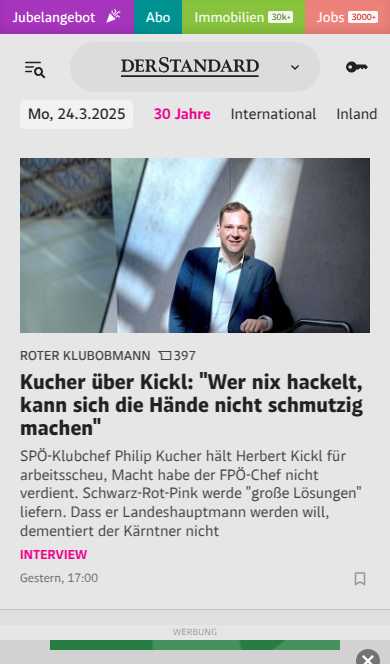 Jubelangebot Abo Immobilien 30k+ Jobs 3000+
DERSTANDARD
Mo, 24.3.2025 30 Jahre International Inland
ROTER KLUBOBMANN 397
Kucher über Kickl: "Wer nix hackelt,
kann sich die Hände nicht schmutzig
machen"
SPÖ-Klubchef Philip Kucher hält Herbert Kickl für
arbeitsscheu, Macht habe der FPÖ-Chef nicht
verdient. Schwarz-Rot-Pink werde "große Lösungen"
liefern. Dass er Landeshauptmann werden will,
dementiert der Kärntner nicht
INTERVIEW
Gestern, 17:00
WERBUNG